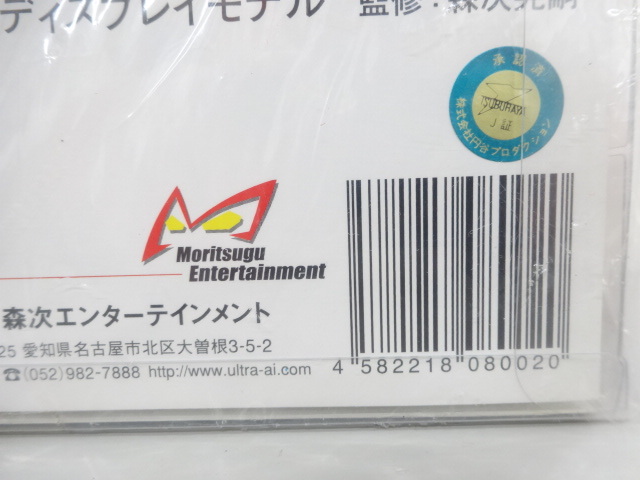 ディスプレイモデル 監修：森次晃嗣
承認済
TSUBURAYA
J 証
株式会社円谷プロダクション
Moritsugu
Entertainment
森次エンターテインメント
25 愛知県名古屋市北区大曽根3-5-2
☎(052)982-7888 http://www.ultra-ai.com
4 582218 080020